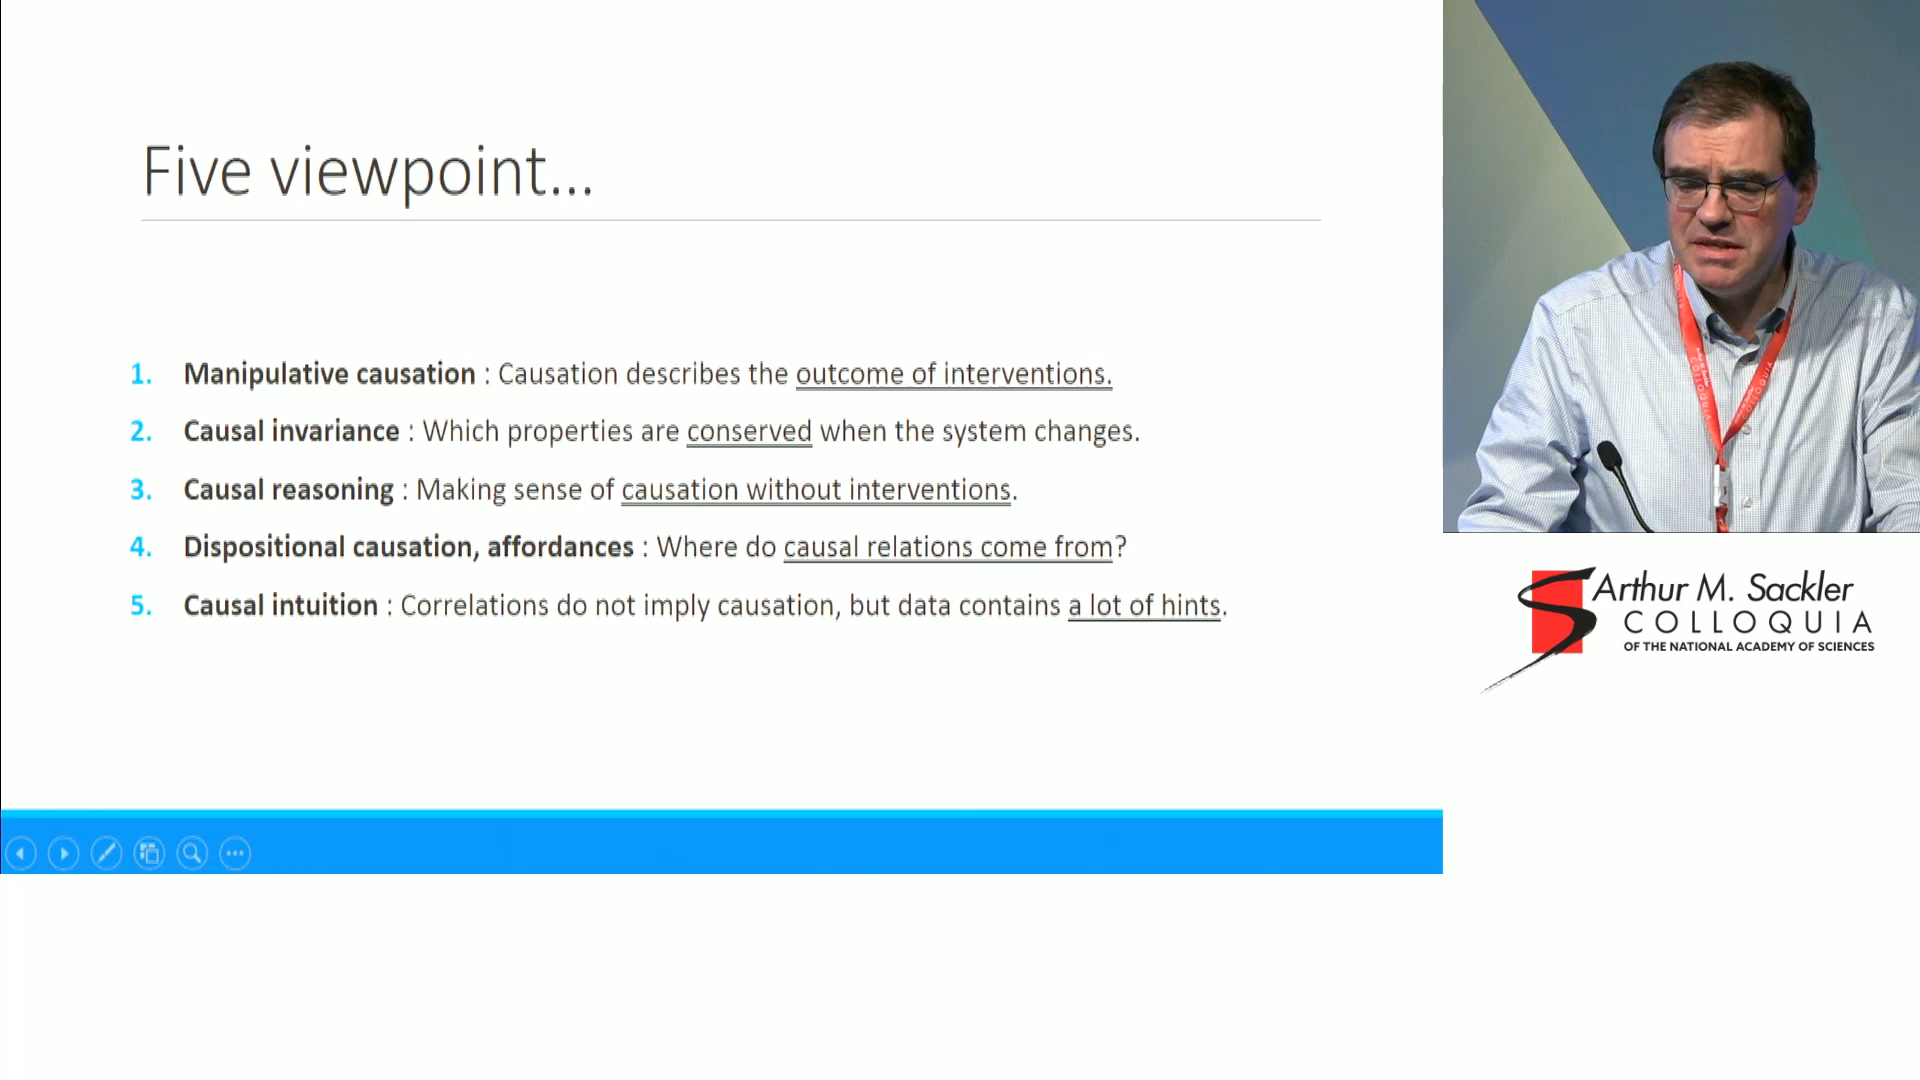 Five viewpoint...
1. Manipulative causation : Causation describes the outcome of interventions.
2. Causal invariance : Which properties are conserved when the system changes.
3. Causal reasoning : Making sense of causation without interventions.
4. Dispositional causation, affordances : Where do causal relations come from?
5. Causal intuition : Correlations do not imply causation, but data contains a lot of hints.
COLLOQUIA
COLLOQUIA
Arthur M. Sackler
COLLOQUIA
OF THE NATIONAL ACADEMY OF SCIENCES